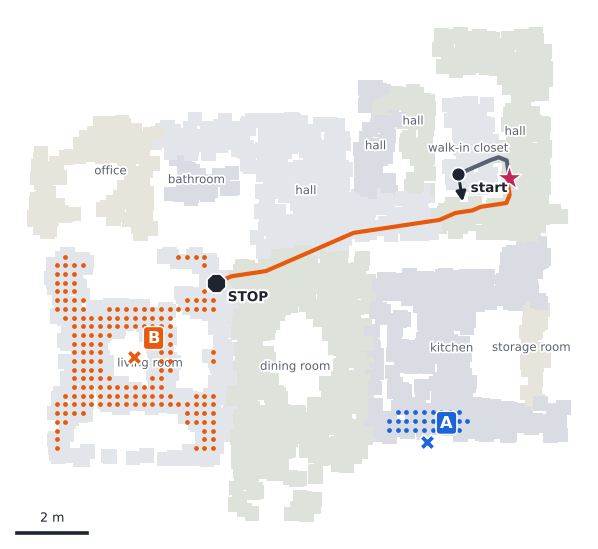 hall
hall
hall
walk-in closet
office
bathroom
hall
start
STOP
B
living room
dining room
kitchen
storage room
A
2 m